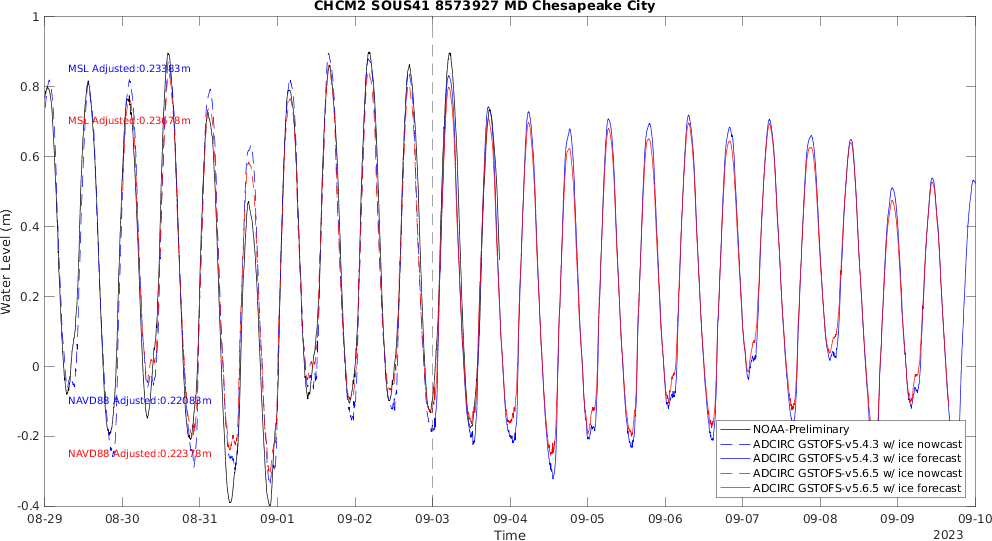 CHCM2 SOUS41 8573927 MD Chesapeake City
1
0.8
0.6
0.4
0.2
0
-0.2
-0.4
Water Level (m)
MSL Adjusted:0.23383m
MSL Adjusted:0.23678m
NAVD88 Adjusted:0.22083m
NAVD88 Adjusted:0.22378m
NOAA-Preliminary
ADCIRC GSTOFS-v5.4.3 w/ ice nowcast
ADCIRC GSTOFS-v5.4.3 w/ ice forecast
ADCIRC GSTOFS-v5.6.5 w/ ice nowcast
ADCIRC GSTOFS-v5.6.5 w/ ice forecast
08-29 08-30 08-31 09-01 09-02 09-03 09-04 09-05 09-06 09-07 09-08 09-09 09-10
Time
2023